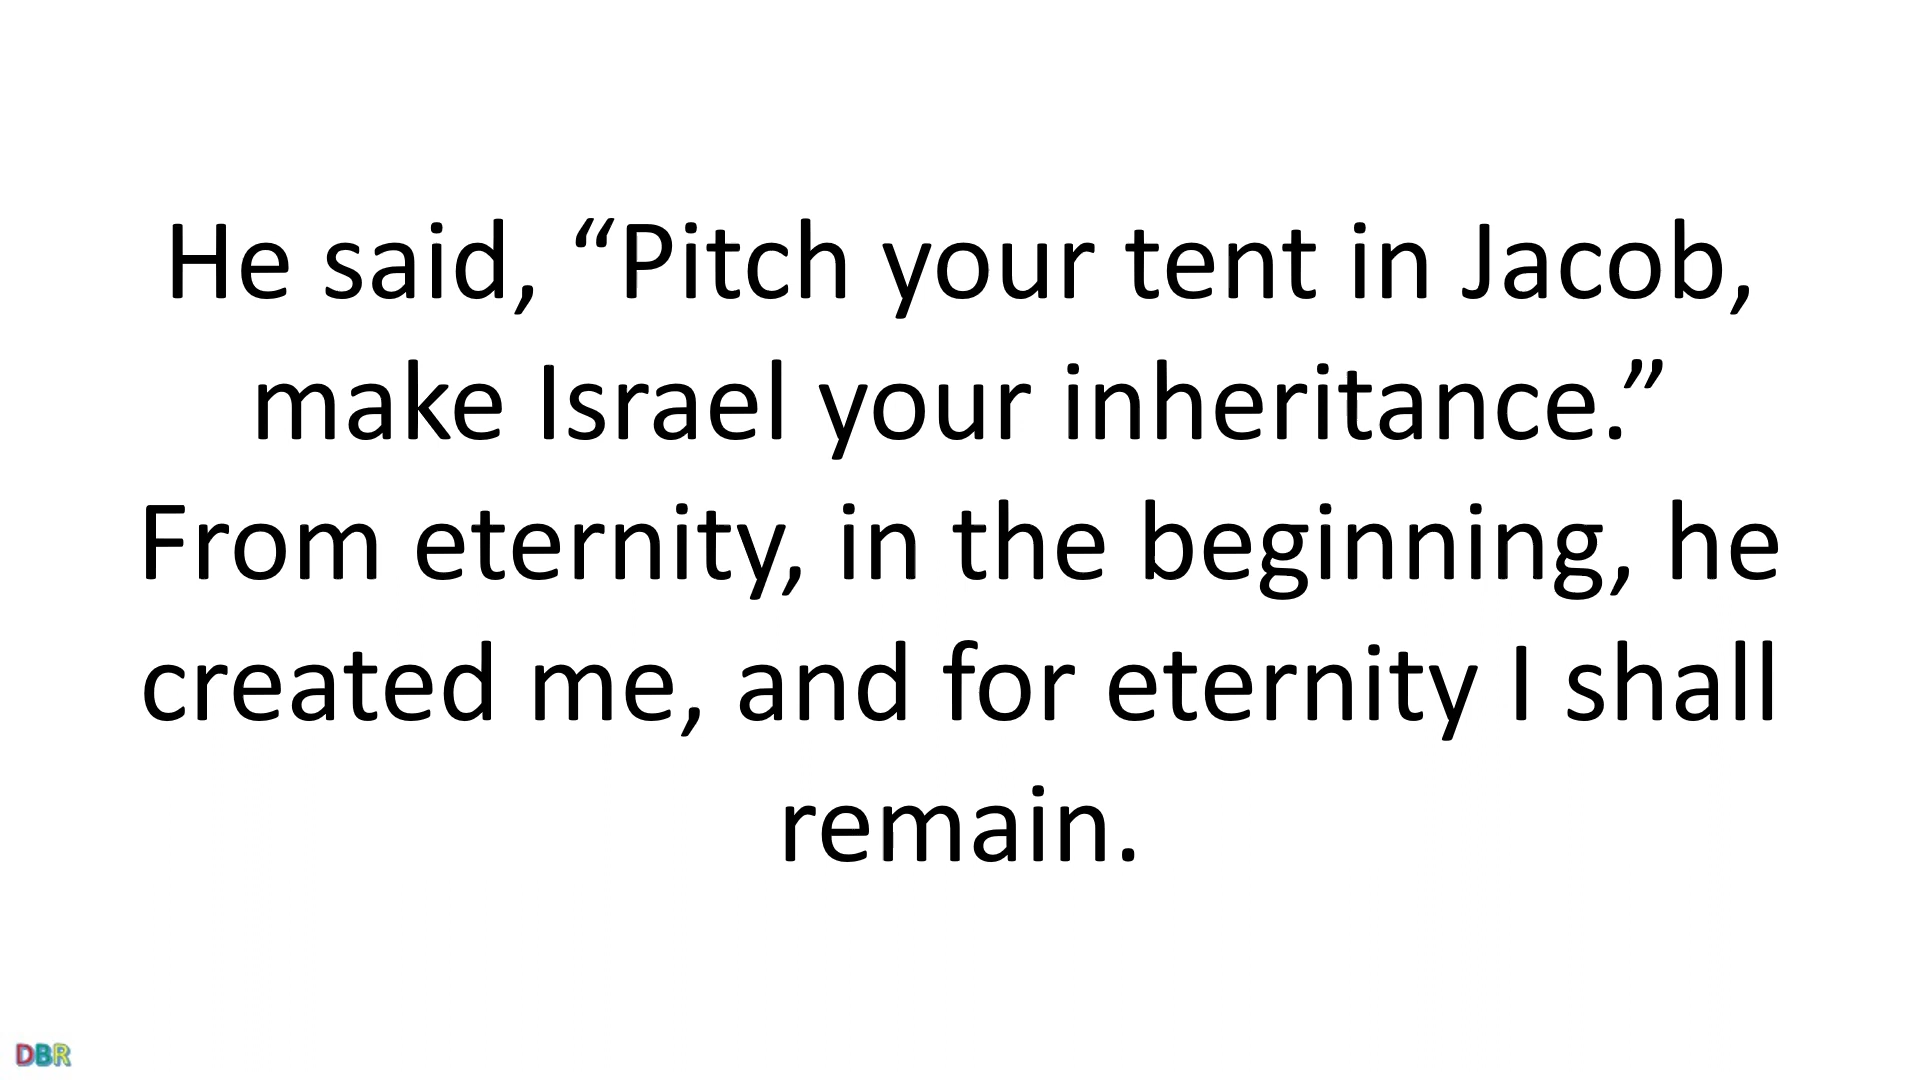 He said, “Pitch your tent in Jacob,
make Israel your inheritance.”
From eternity, in the beginning, he
created me, and for eternity I shall
remain.
DBR